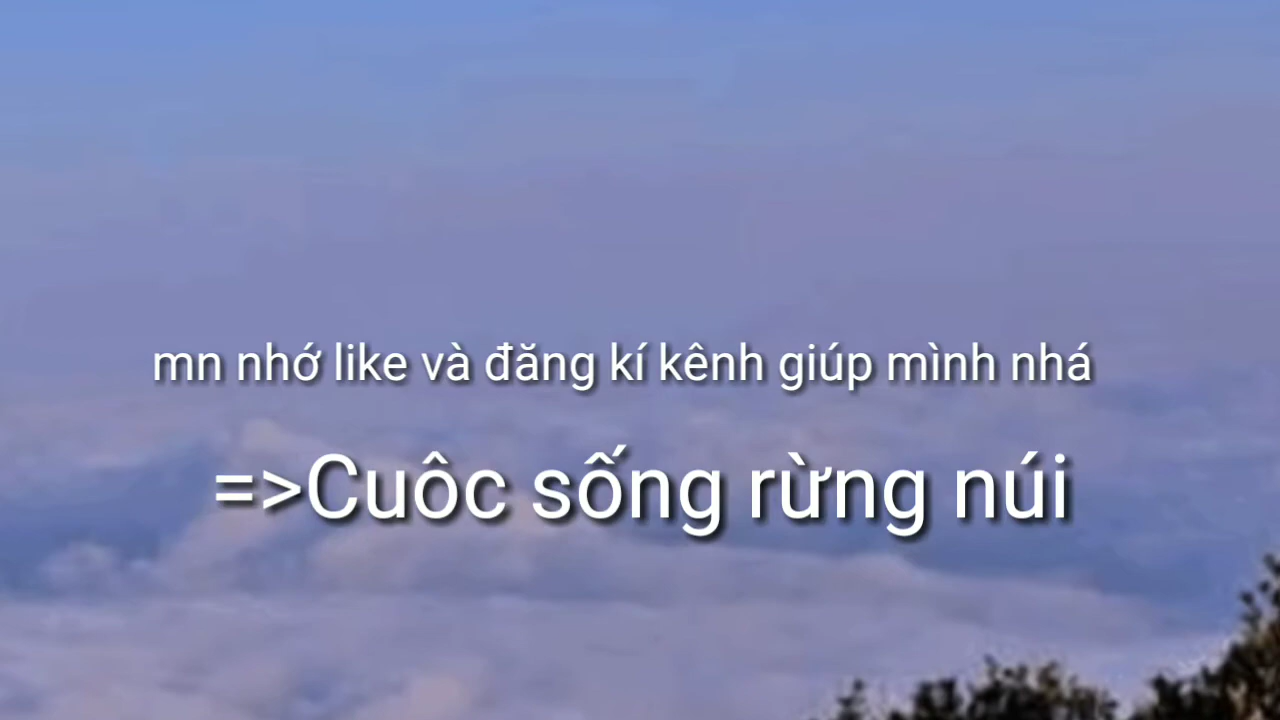 mn nhớ like và đăng kí kênh giúp mình nhá
=>Cuôc sống rừng núi